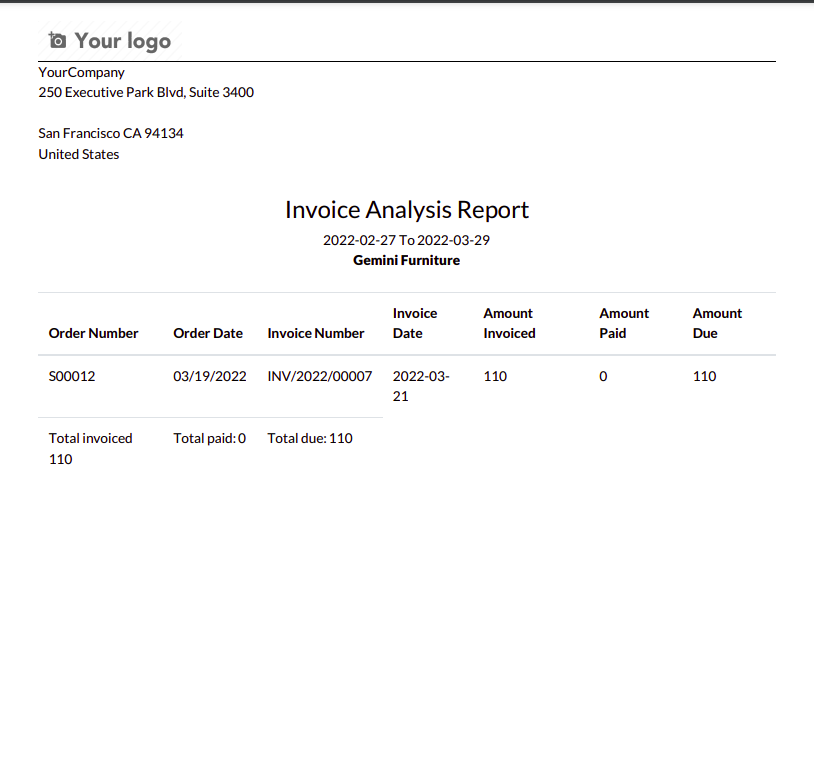 Your logo
YourCompany
250 Executive Park Blvd, Suite 3400
San Francisco CA 94134
United States
Invoice Analysis Report
2022-02-27 To 2022-03-29
Gemini Furniture
Order Number Order Date Invoice Number Invoice Date Amount Invoiced Amount Paid Amount Due
S00012 03/19/2022 INV/2022/00007 2022-03-21 110 0 110
Total invoiced 110 Total paid: 0 Total due: 110